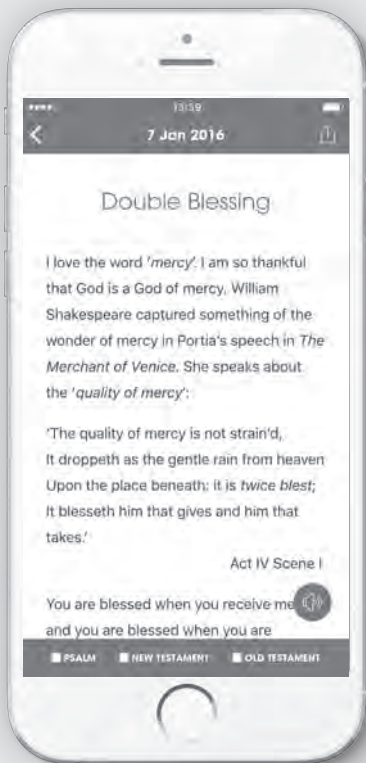 15:59
7 Jan 2016
Double Blessing
I love the word 'mercy'. I am so thankful
that God is a God of mercy. William
Shakespeare captured something of the
wonder of mercy in Portia's speech in The
Merchant of Venice. She speaks about
the 'quality of mercy':
'The quality of mercy is not strain'd,
It droppeth as the gentle rain from heaven
Upon the place beneath: it is twice blest;
It blesseth him that gives and him that
takes.'
Act IV Scene I
You are blessed when you receive me
and you are blessed when you are
PSALM NEW TESTAMENT OLD TESTAMENT